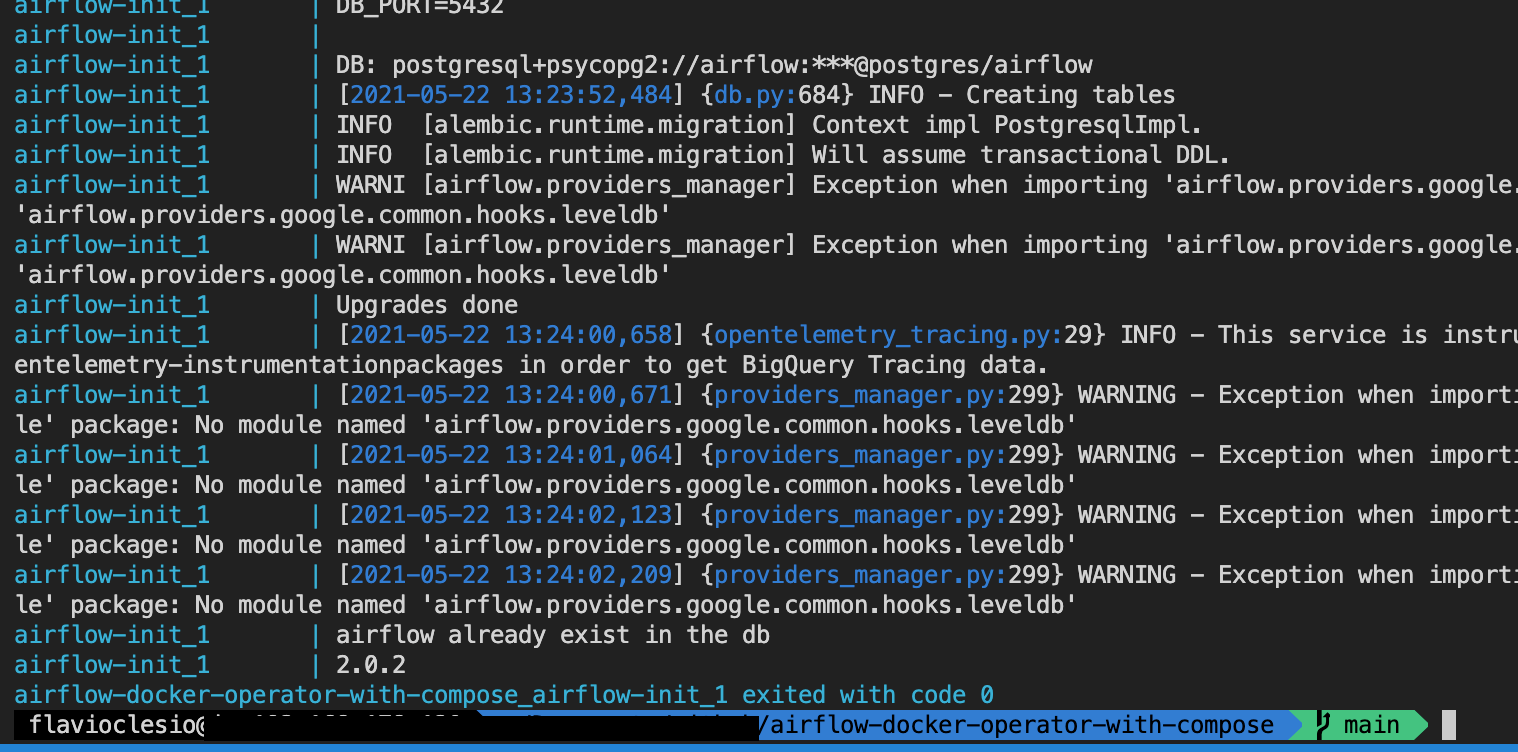 airflow-init_1 | DB_PORT=5432
airflow-init_1 |
airflow-init_1 | DB: postgresql+psycopg2://airflow:***@postgres/airflow
airflow-init_1 | [2021-05-22 13:23:52,484] {db.py:684} INFO - Creating tables
airflow-init_1 | INFO [alembic.runtime.migration] Context impl PostgresqlImpl.
airflow-init_1 | INFO [alembic.runtime.migration] Will assume transactional DDL.
airflow-init_1 | WARNI [airflow.providers_manager] Exception when importing 'airflow.providers.google.
'airflow.providers.google.common.hooks.leveldb'
airflow-init_1 | WARNI [airflow.providers_manager] Exception when importing 'airflow.providers.google.
'airflow.providers.google.common.hooks.leveldb'
airflow-init_1 | Upgrades done
airflow-init_1 | [2021-05-22 13:24:00,658] {opentelemetry_tracing.py:29} INFO - This service is instru
entelemetry-instrumentationpackages in order to get BigQuery Tracing data.
airflow-init_1 | [2021-05-22 13:24:00,671] {providers_manager.py:299} WARNING - Exception when importi
le' package: No module named 'airflow.providers.google.common.hooks.leveldb'
airflow-init_1 | [2021-05-22 13:24:01,064] {providers_manager.py:299} WARNING - Exception when importi
le' package: No module named 'airflow.providers.google.common.hooks.leveldb'
airflow-init_1 | [2021-05-22 13:24:02,123] {providers_manager.py:299} WARNING - Exception when importi
le' package: No module named 'airflow.providers.google.common.hooks.leveldb'
airflow-init_1 | [2021-05-22 13:24:02,209] {providers_manager.py:299} WARNING - Exception when importi
le' package: No module named 'airflow.providers.google.common.hooks.leveldb'
airflow-init_1 | airflow already exist in the db
airflow-init_1 | 2.0.2
airflow-docker-operator-with-compose_airflow-init_1 exited with code 0
flavioclesio@ /airflow-docker-operator-with-compose main